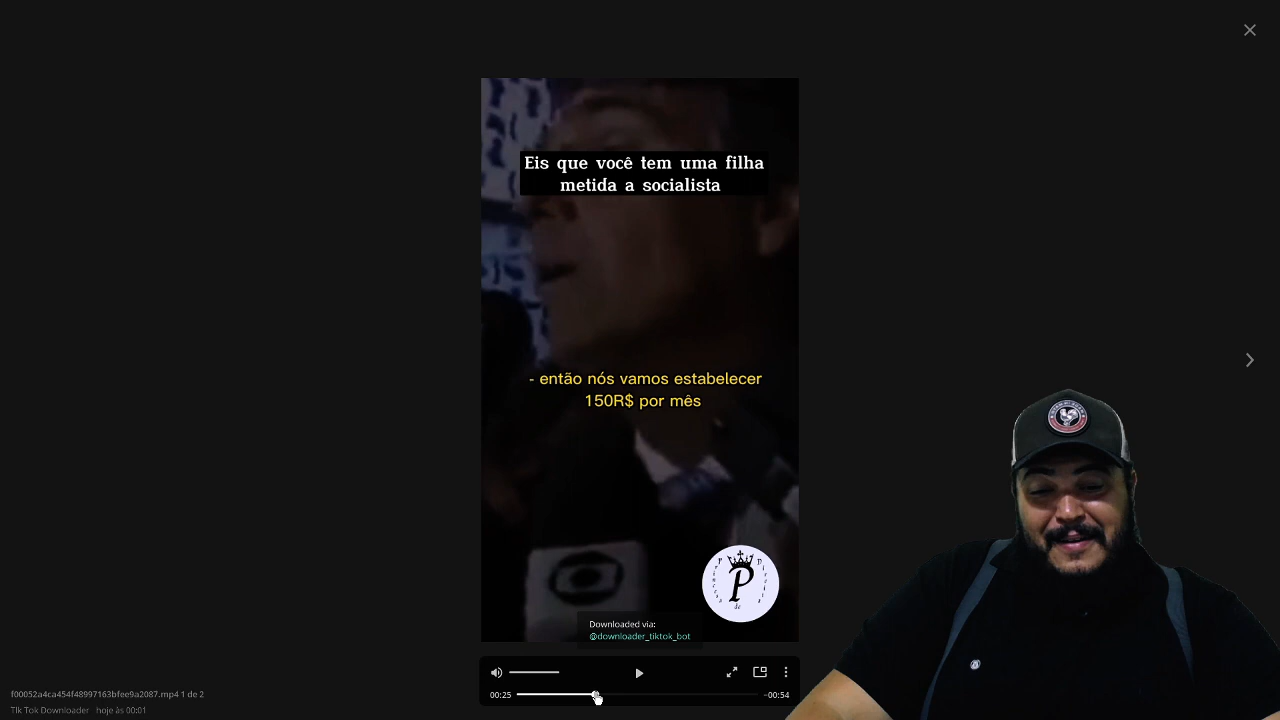 Eis que você tem uma filha
metida a socialista
- então nós vamos estabelecer
150R$ por mês
P
de
Downloaded via:
@downloader_tiktok_bot
00:25
-00:54
f00052a4ca454f48997163bfee9a2087.mp4 1 de 2
Tik Tok Downloader hoje às 00:01